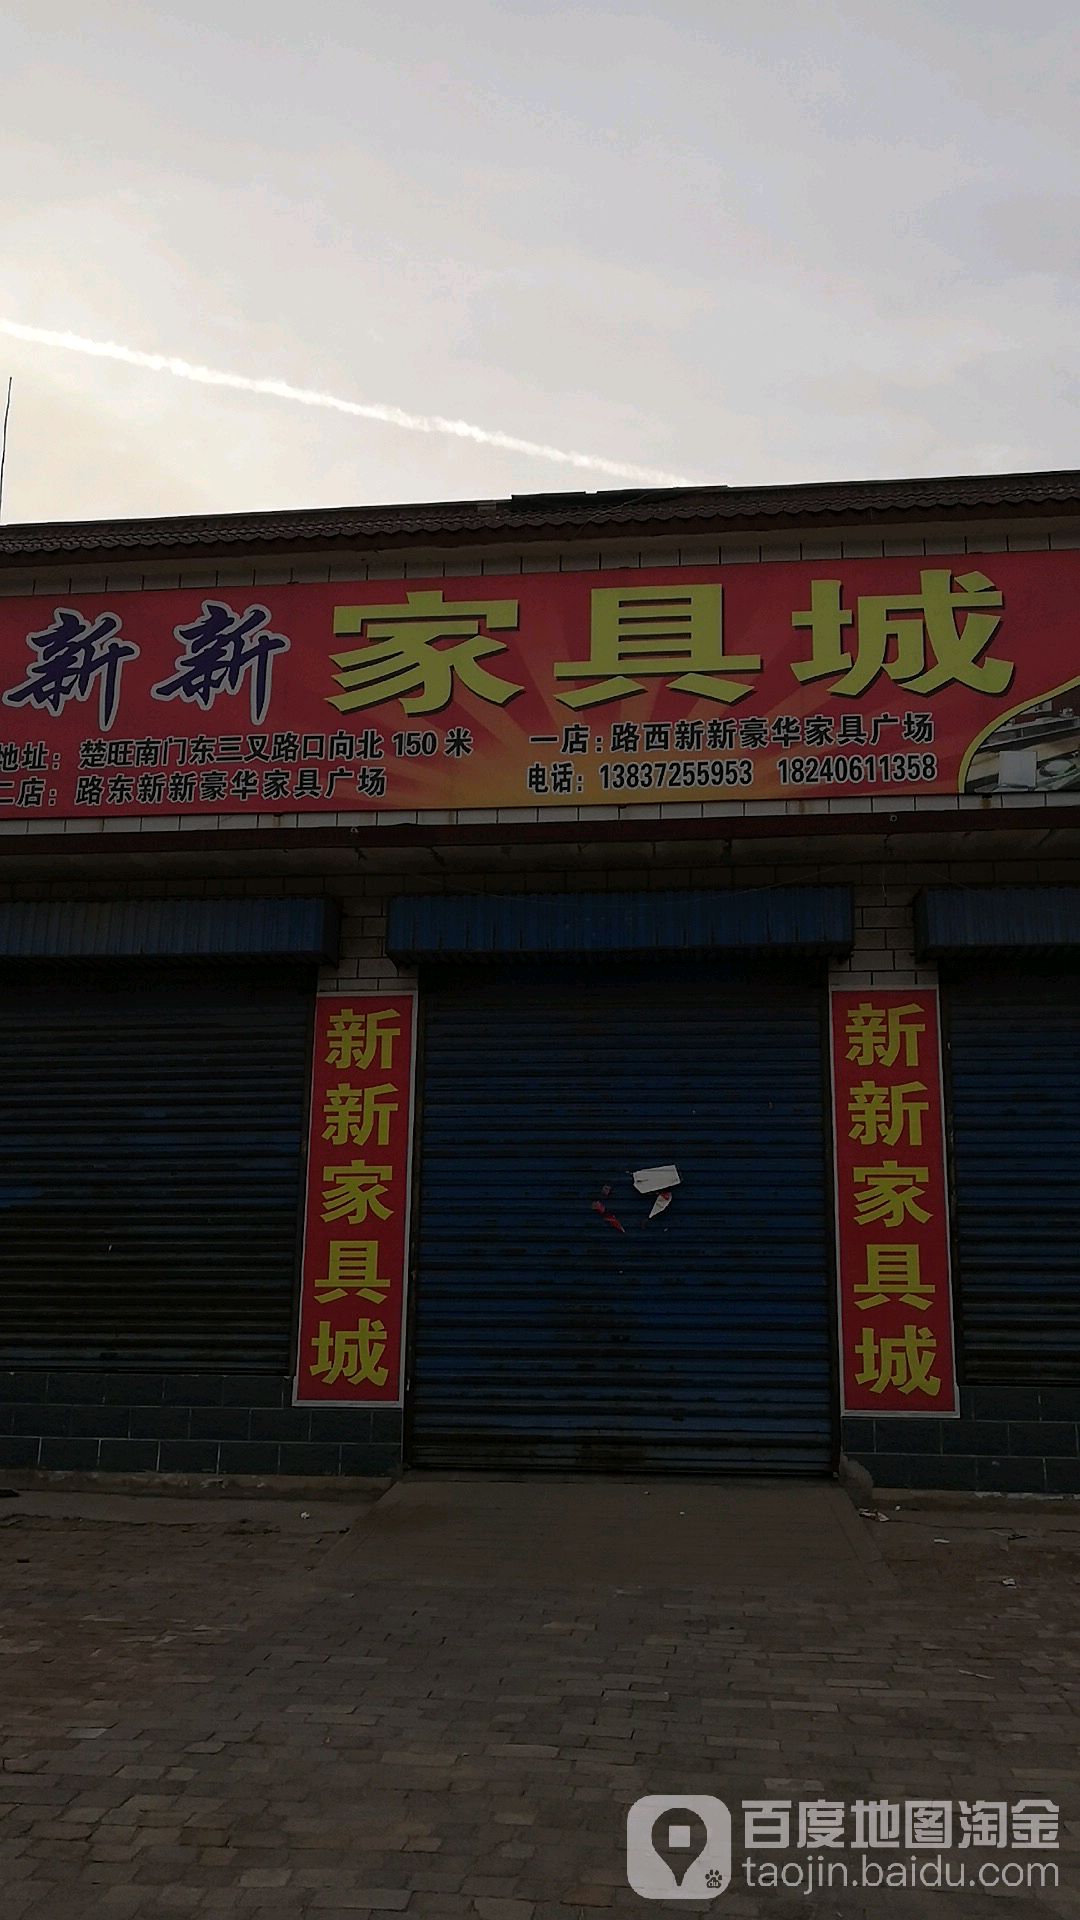 新新家具城
地址：楚旺南门东三叉路口向北150米
一店：路西新新豪华家具广场
二店：路东新新豪华家具广场
电话：13837255953 18240611358
新新家具城
新新家具城
百度地图淘金
taojin.baidu.com